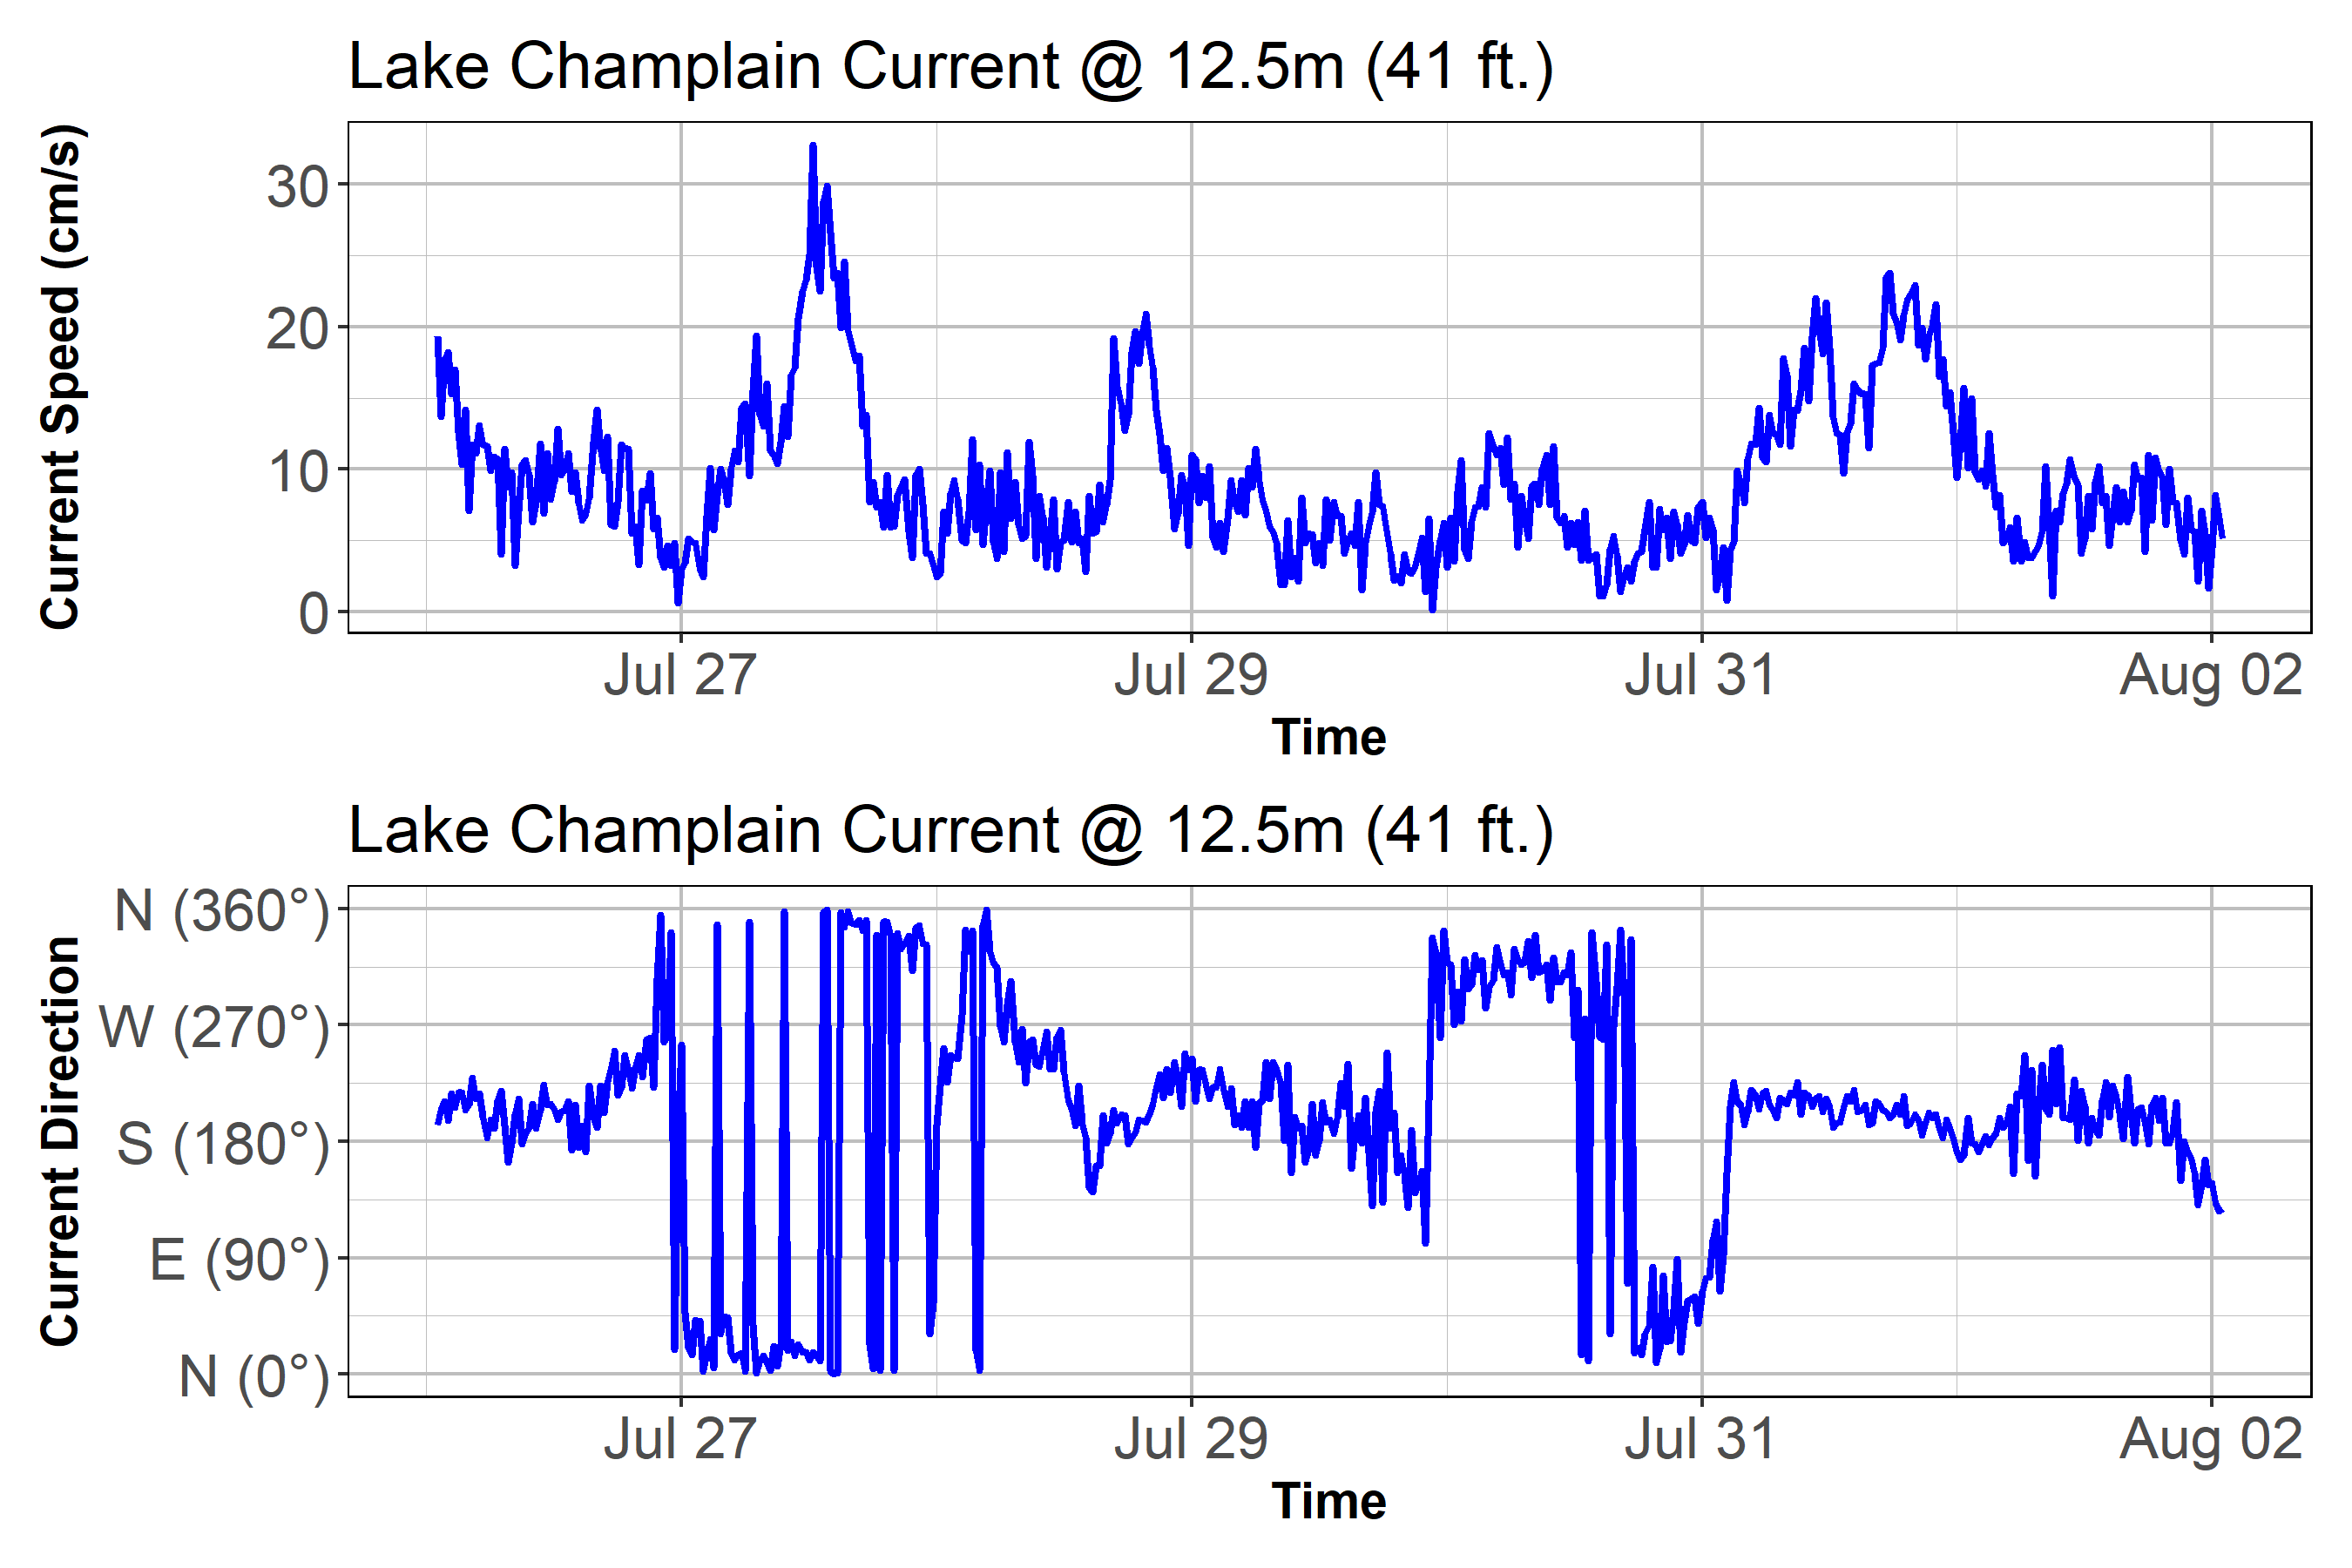 Lake Champlain Current @ 12.5m (41 ft.)
Current Speed (cm/s)
30
20
10
0
Jul 27 Jul 29 Jul 31 Aug 02
Time
Lake Champlain Current @ 12.5m (41 ft.)
Current Direction
N (360°)
W (270°)
S (180°)
E (90°)
N (0°)
Jul 27 Jul 29 Jul 31 Aug 02
Time